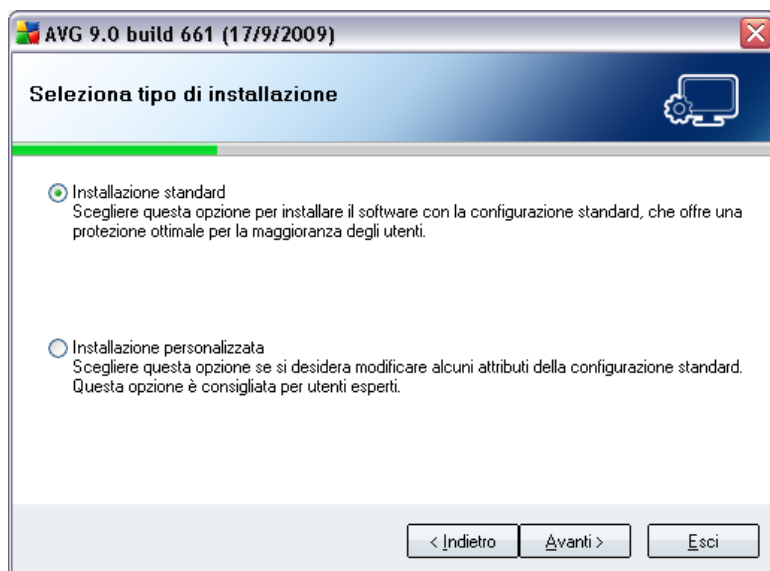 AVG 9.0 build 661 (17/9/2009)
Seleziona tipo di installazione
Installazione standard
Scegliere questa opzione per installare il software con la configurazione standard, che offre una
protezione ottimale per la maggioranza degli utenti.
Installazione personalizzata
Scegliere questa opzione se si desidera modificare alcuni attributi della configurazione standard.
Questa opzione è consigliata per utenti esperti.
< Indietro
Avanti >
Esci